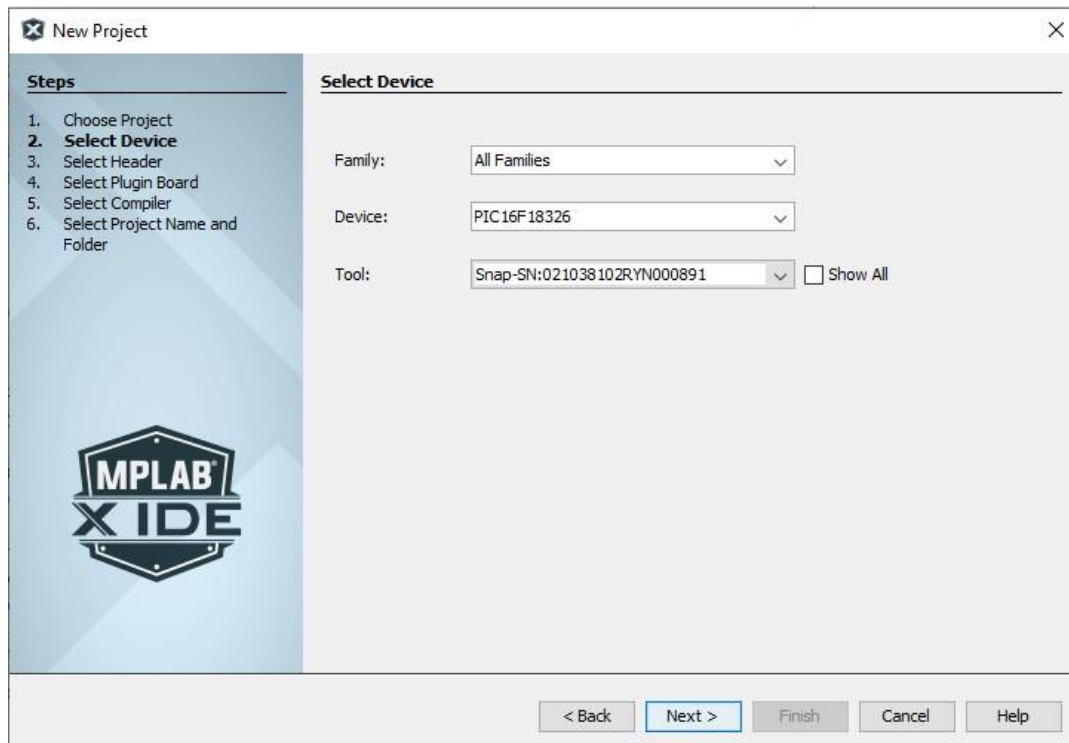 New Project
Steps
1. Choose Project
2. Select Device
3. Select Header
4. Select Plugin Board
5. Select Compiler
6. Select Project Name and
Folder
MPLAB®
X IDE
Select Device
Family: All Families
Device: PIC16F18326
Tool: Snap-SN:021038102RYN000891 Show All
< Back Next > Finish Cancel Help